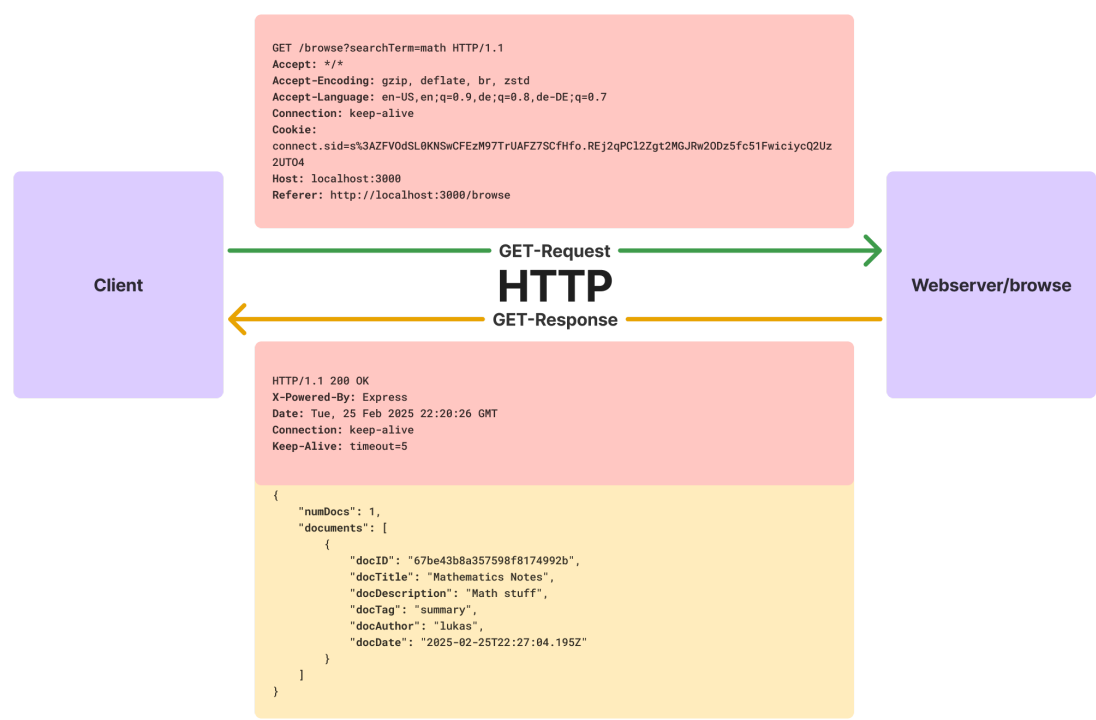 GET /browse?searchTerm=math HTTP/1.1
Accept: */*
Accept-Encoding: gzip, deflate, br, zstd
Accept-Language: en-US,en;q=0.9,de;q=0.8,de-DE;q=0.7
Connection: keep-alive
Cookie:
connect.sid=s%3AZFVOdSL0KNSwCFEzM97TrUAFZ7SCfHfo.REj2qPCl2Zgt2MGJRw2ODz5fc51FwiciycQ2Uz
2UTO4
Host: localhost:3000
Referer: http://localhost:3000/browse
Client
GET-Request
HTTP
GET-Response
Webserver/browse
HTTP/1.1 200 OK
X-Powered-By: Express
Date: Tue, 25 Feb 2025 22:20:26 GMT
Connection: keep-alive
Keep-Alive: timeout=5
{
    "numDocs": 1,
    "documents": [
        {
            "docID": "67be43b8a357598f8174992b",
            "docTitle": "Mathematics Notes",
            "docDescription": "Math stuff",
            "docTag": "summary",
            "docAuthor": "lukas",
            "docDate": "2025-02-25T22:27:04.195Z"
        }
    ]
}